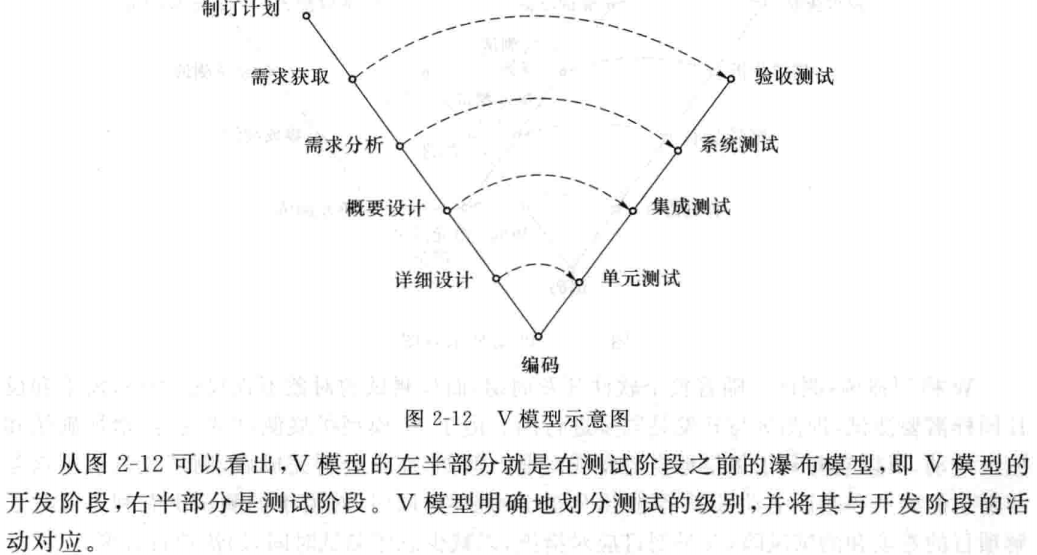 制订计划
需求获取
验收测试
需求分析
系统测试
概要设计
集成测试
详细设计
单元测试
编码
图 2-12 V 模型示意图
从图 2-12 可以看出,V 模型的左半部分就是在测试阶段之前的瀑布模型,即 V 模型的
开发阶段,右半部分是测试阶段。V 模型明确地划分测试的级别,并将其与开发阶段的活
动对应。